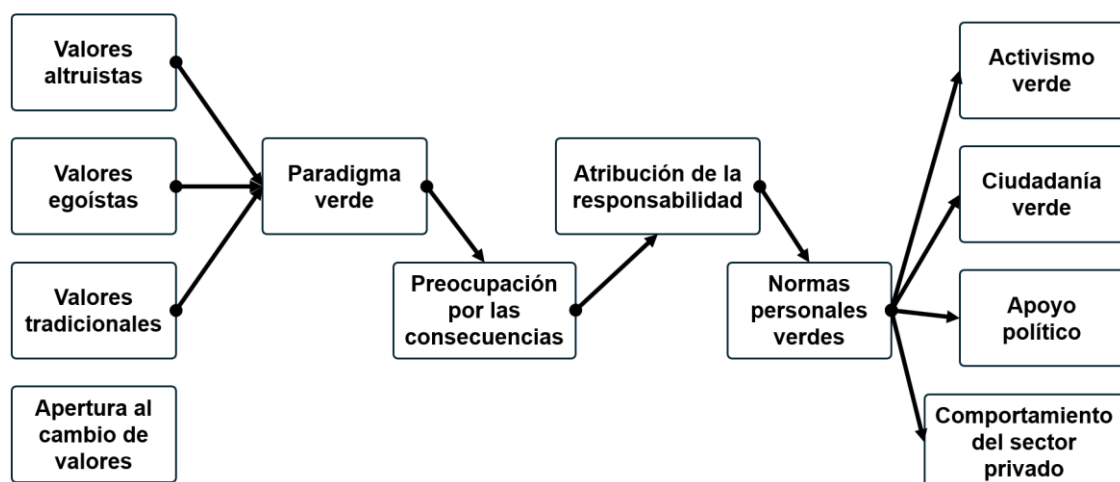 Valores
altruistas
Valores
egoístas
Valores
tradicionales
Apertura al
cambio de
valores
Paradigma
verde
Preocupación
por las
consecuencias
Atribución de la
responsabilidad
Normas
personales
verdes
Activismo
verde
Ciudadanía
verde
Apoyo
político
Comportamiento
del sector
privado